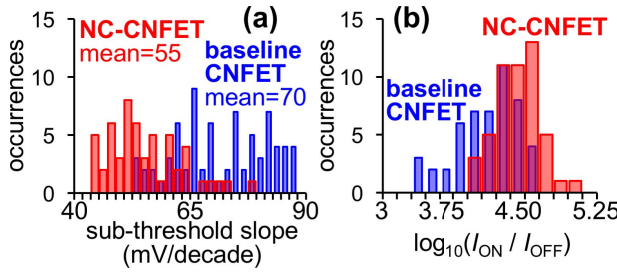 (a)
NC-CNFET
mean=55
baseline
CNFET
mean=70
occurrences
15
10
5
0
40
65
90
sub-threshold slope
(mV/decade)
(b)
NC-CNFET
baseline
CNFET
occurrences
15
10
5
0
3
3.75
4.50
5.25
log10(ION / IOFF)